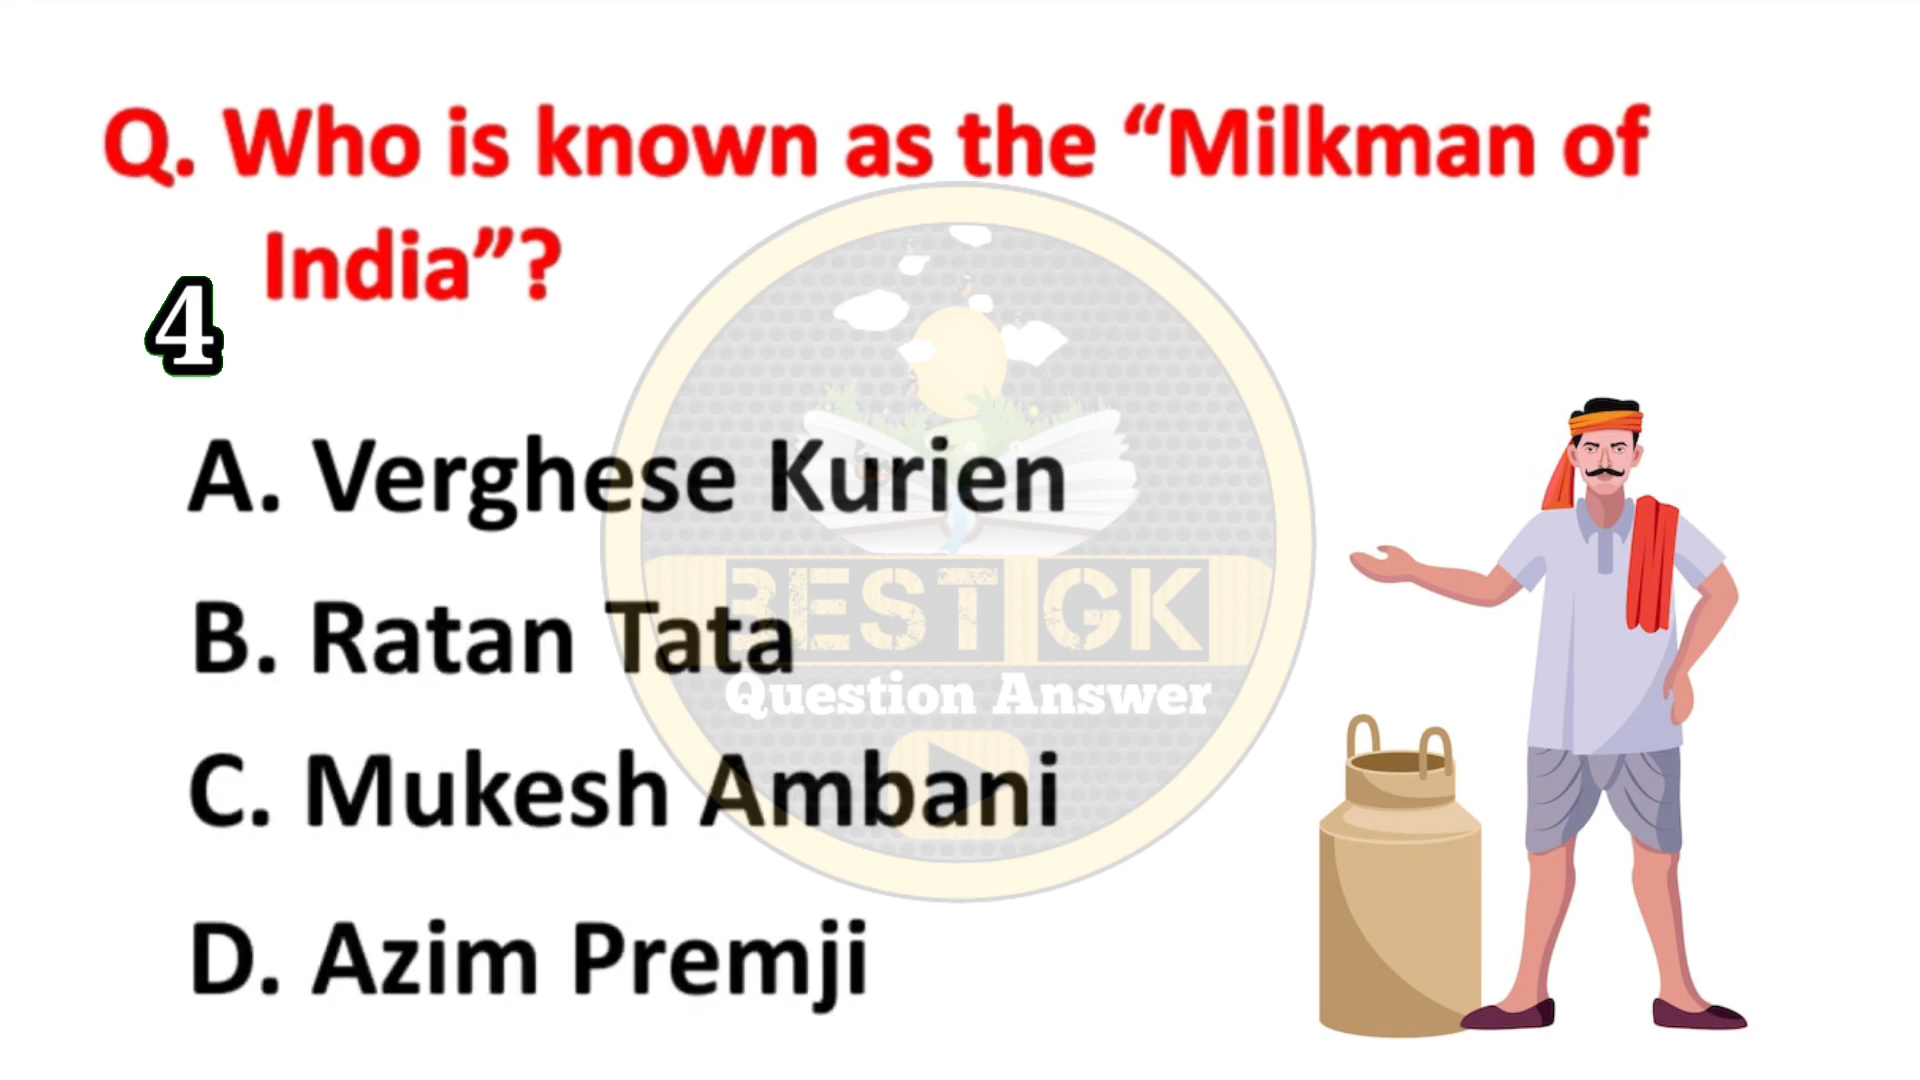 Q. Who is known as the “Milkman of
India”?
4
A. Verghese Kurien
B. Ratan Tata
C. Mukesh Ambani
D. Azim Premji
BEST GK
Question Answer